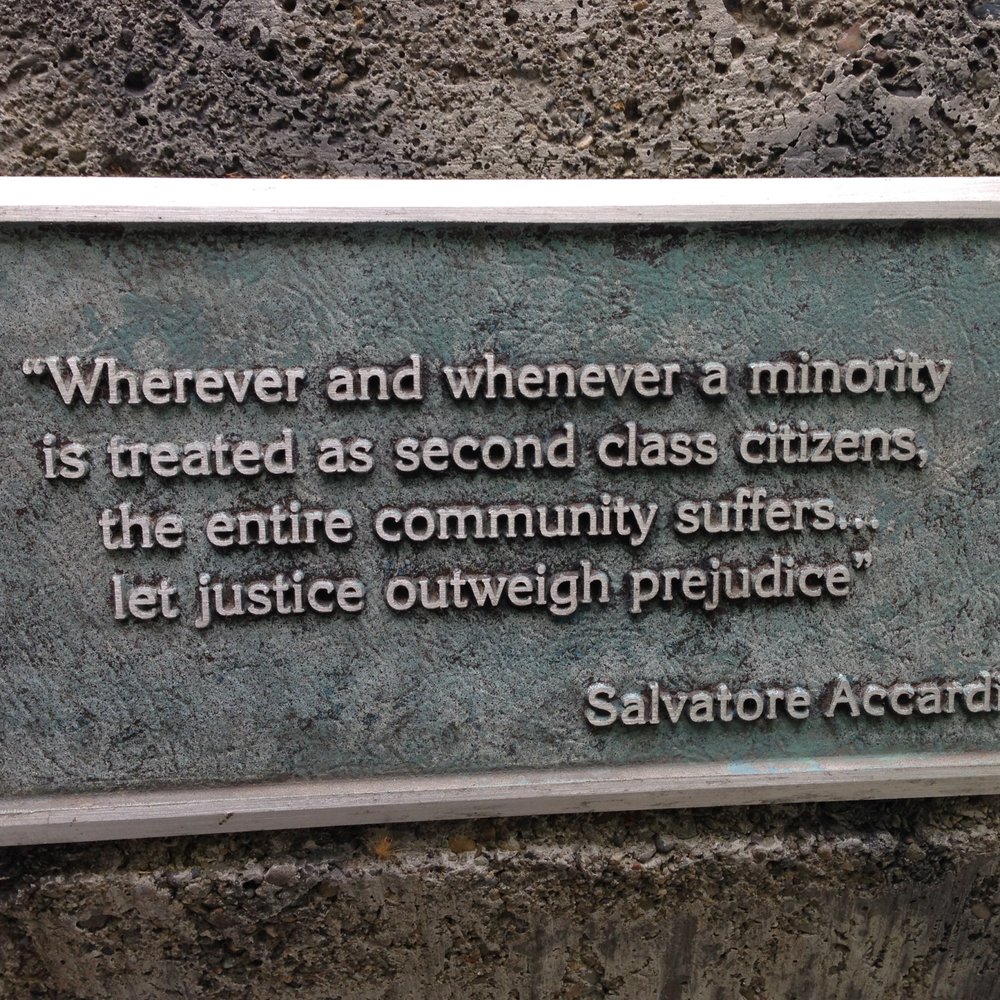 “Wherever and whenever a minority
is treated as second class citizens,
the entire community suffers...
let justice outweigh prejudice”
Salvatore Accardi